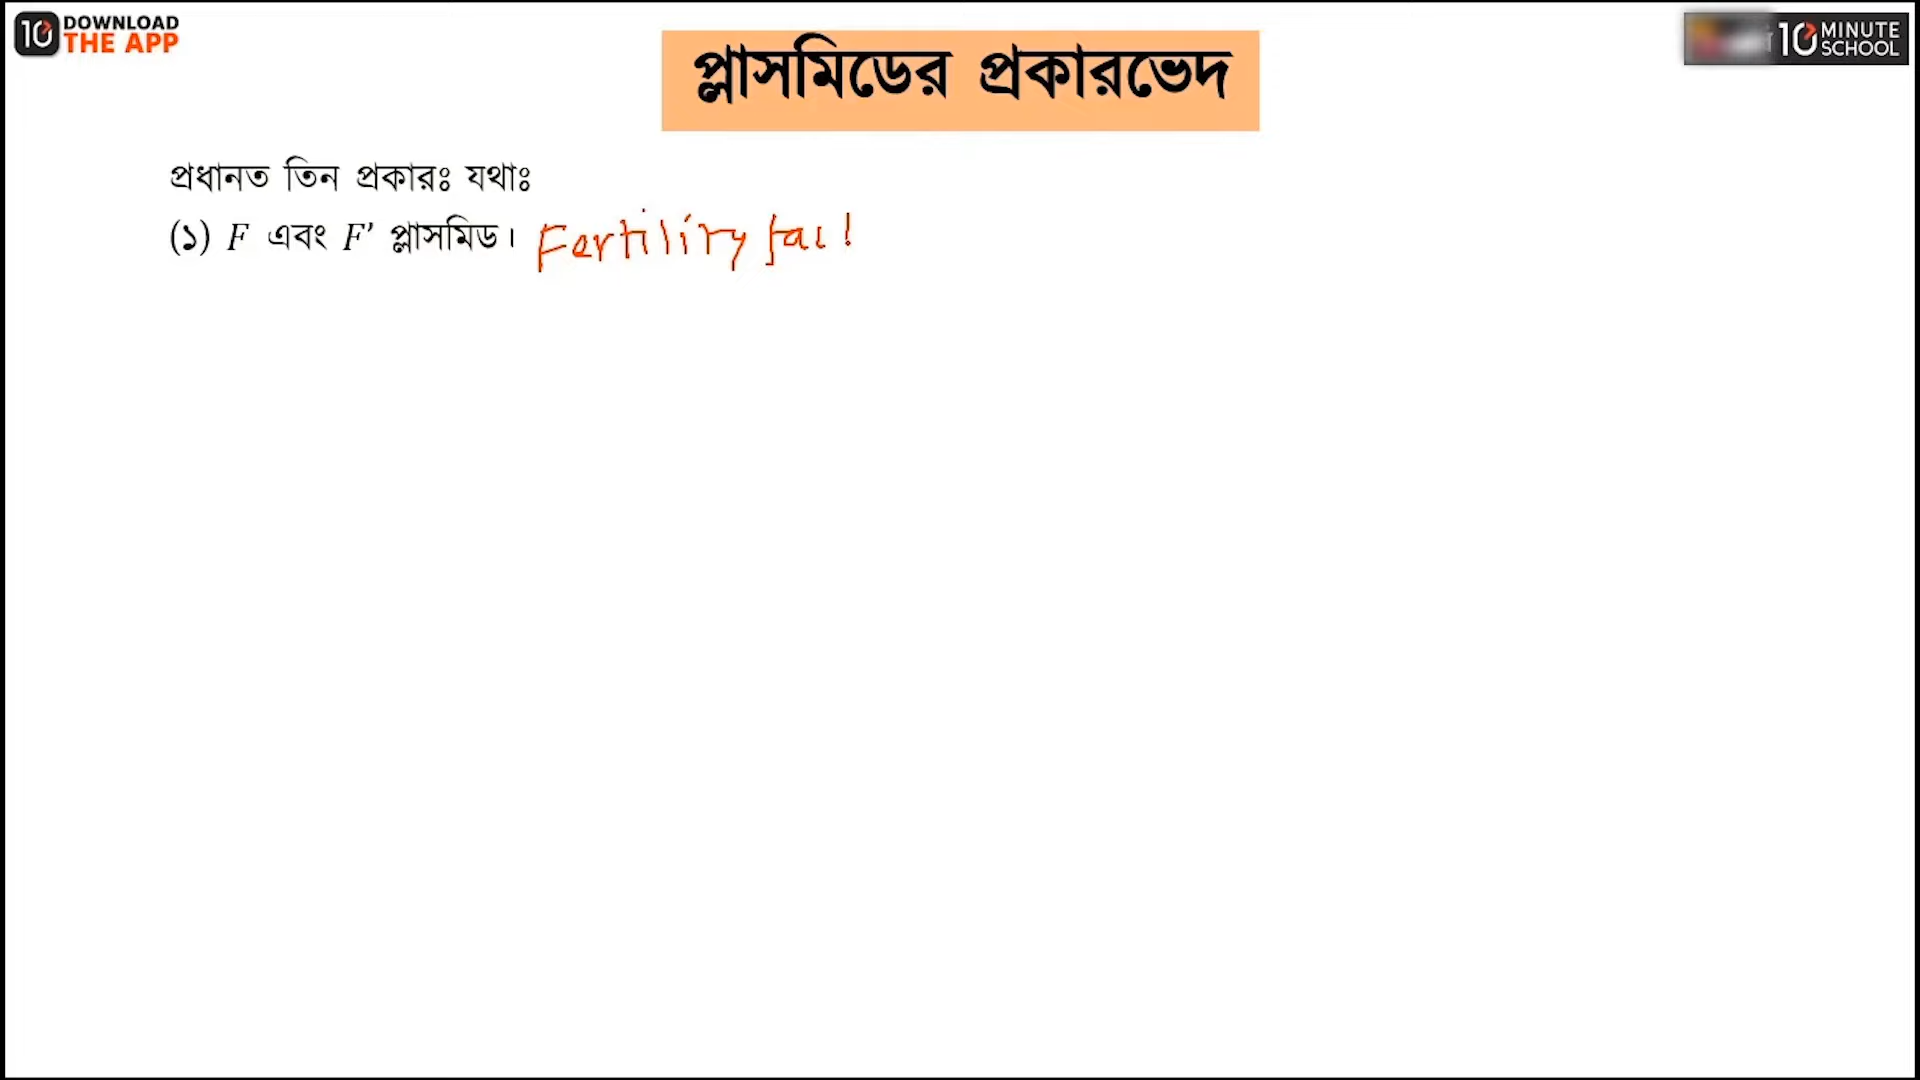 10 DOWNLOAD THE APP
10 MINUTE SCHOOL
প্লাসমিডের প্রকারভেদ
প্রধানত তিন প্রকারঃ যথাঃ
(১) F এবং F’ প্লাসমিড। Fertility fac